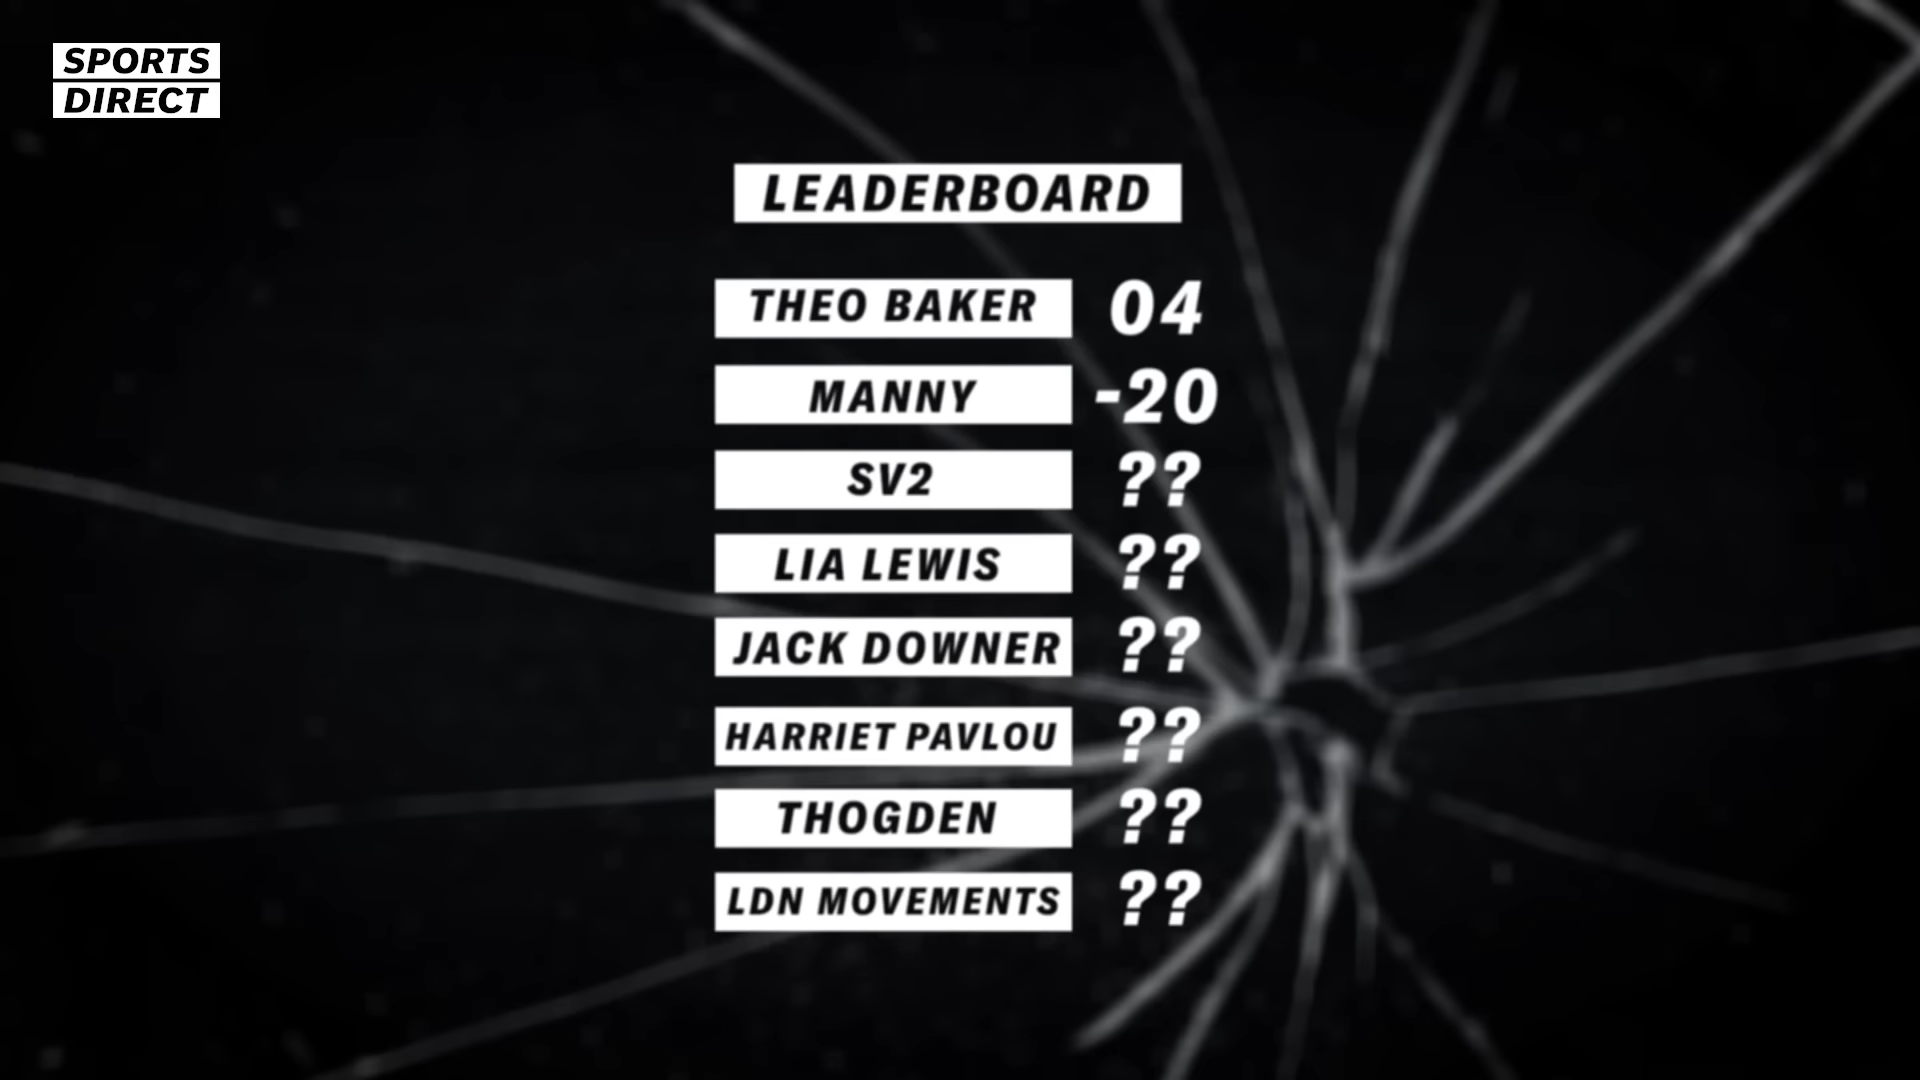 SPORTS
DIRECT
LEADERBOARD
THEO BAKER 04
MANNY -20
SV2 ??
LIA LEWIS ??
JACK DOWNER ??
HARRIET PAVLOU ??
THOGDEN ??
LDN MOVEMENTS ??